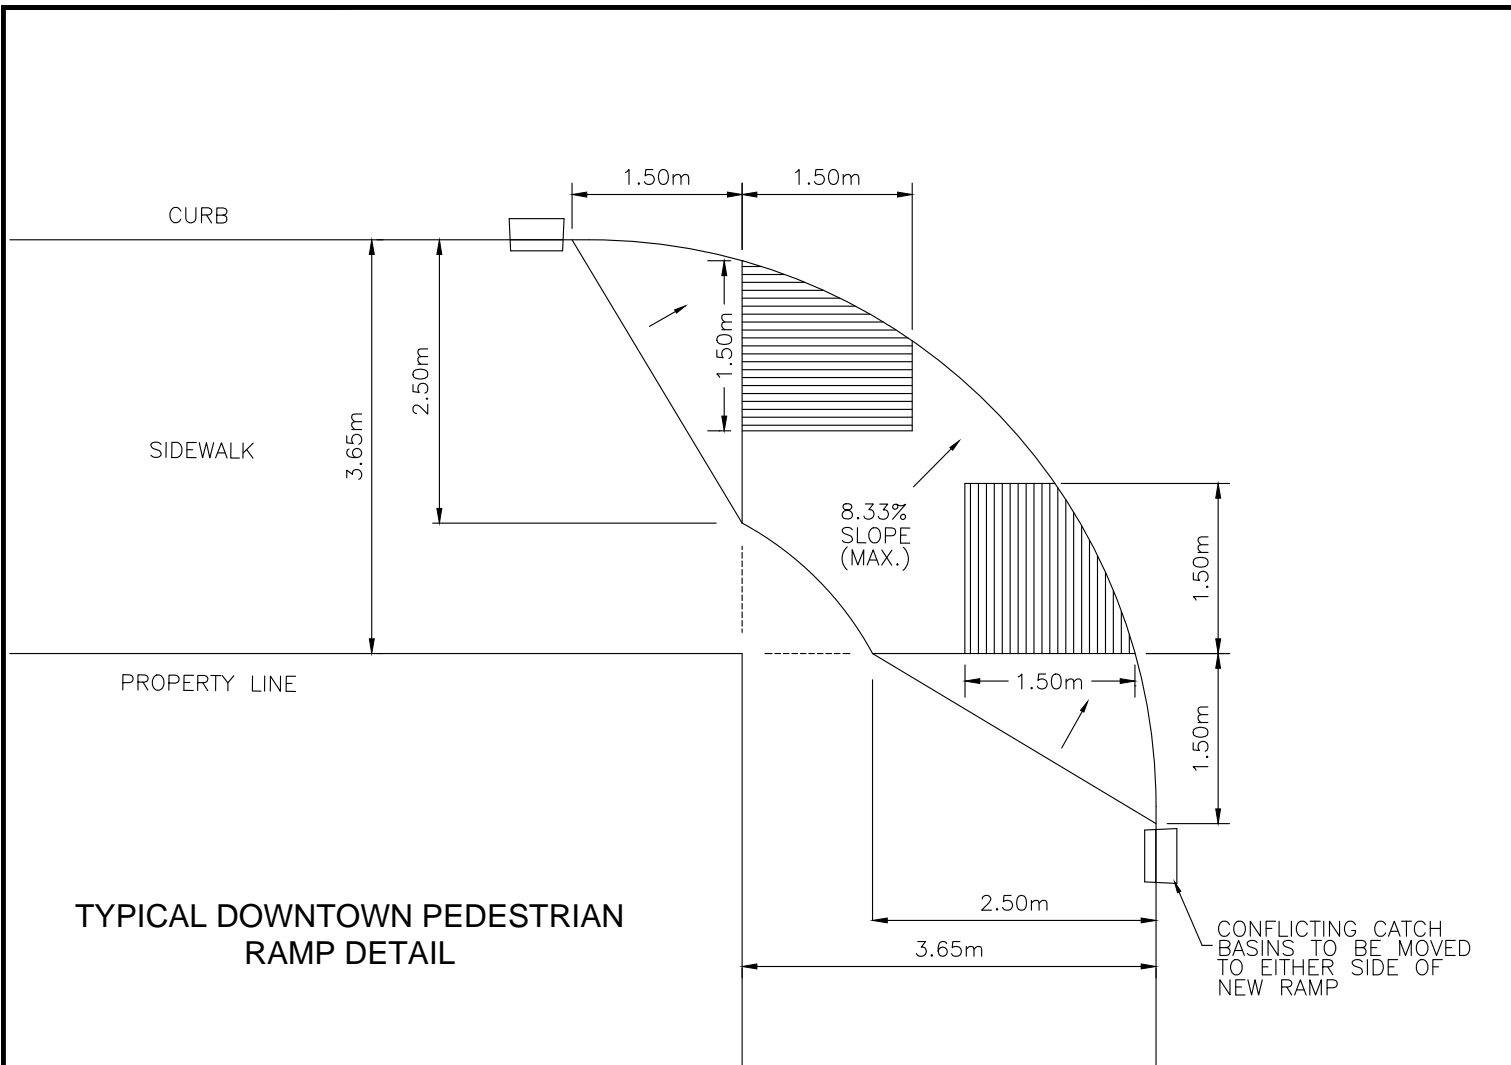 1.50m
1.50m
CURB
1.50m
2.50m
3.65m
SIDEWALK
8.33%
SLOPE
(MAX.)
1.50m
PROPERTY LINE
1.50m
1.50m
2.50m
TYPICAL DOWNTOWN PEDESTRIAN
RAMP DETAIL
3.65m
CONFLICTING CATCH
BASINS TO BE MOVED
TO EITHER SIDE OF
NEW RAMP